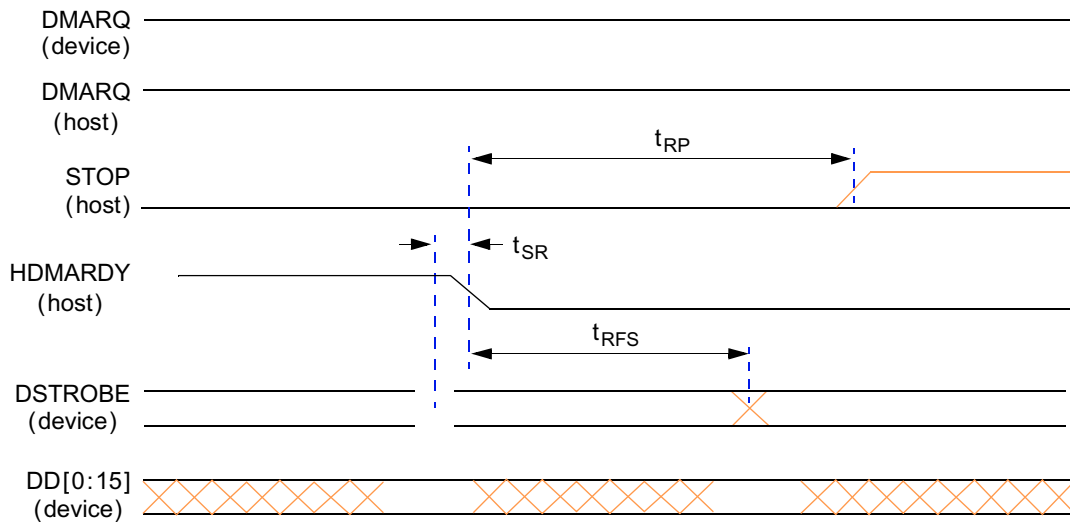 DMARQ
(device)
DMARQ
(host)
tRP
STOP
(host)
tSR
HDMARDY
(host)
tRFS
DSTROBE
(device)
DD[0:15]
(device)